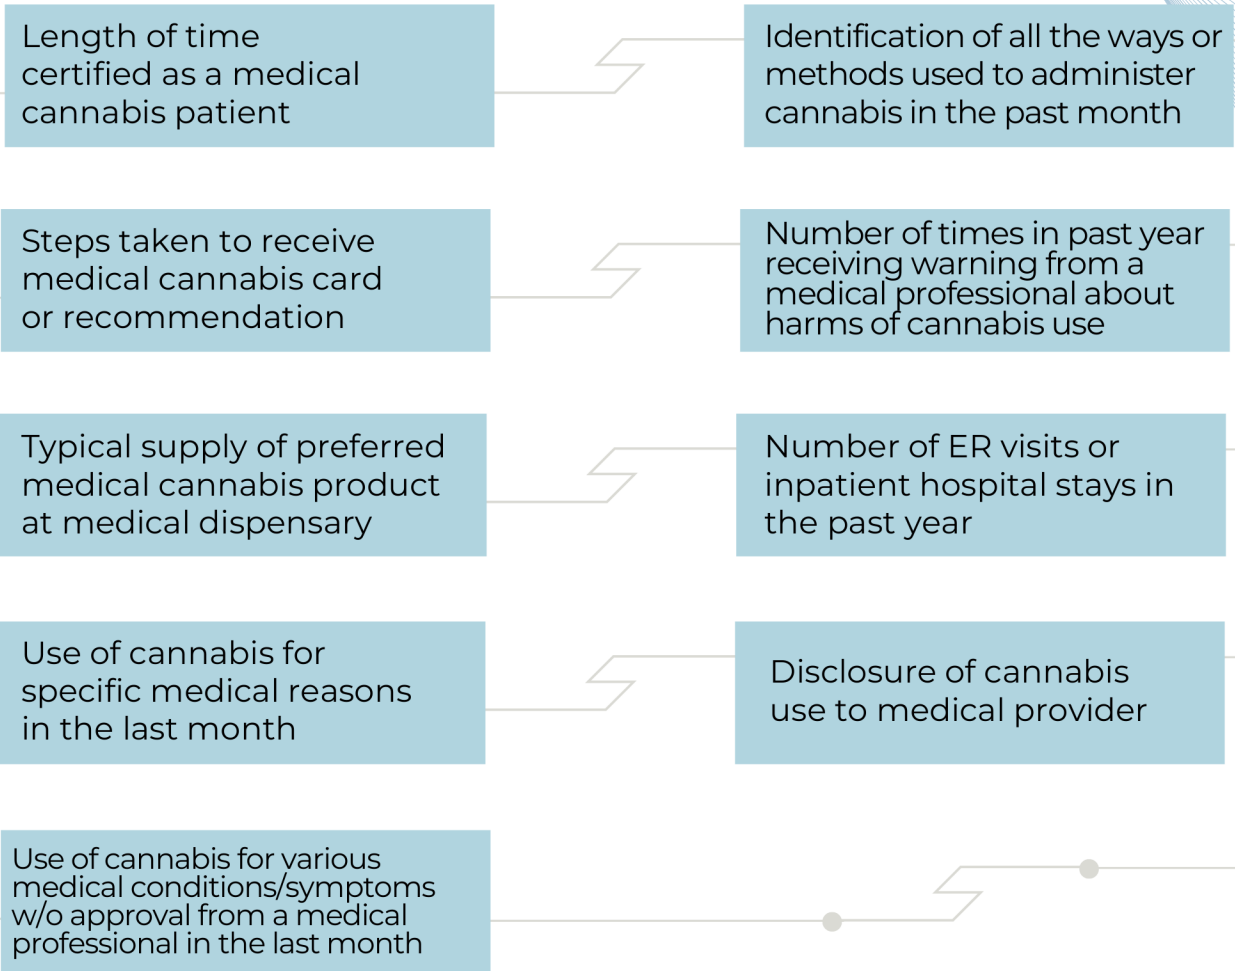 Length of time
certified as a medical
cannabis patient
Identification of all the ways or
methods used to administer
cannabis in the past month
Steps taken to receive
medical cannabis card
or recommendation
Number of times in past year
receiving warning from a
medical professional about
harms of cannabis use
Typical supply of preferred
medical cannabis product
at medical dispensary
Number of ER visits or
inpatient hospital stays in
the past year
Use of cannabis for
specific medical reasons
in the last month
Disclosure of cannabis
use to medical provider
Use of cannabis for various
medical conditions/symptoms
w/o approval from a medical
professional in the last month